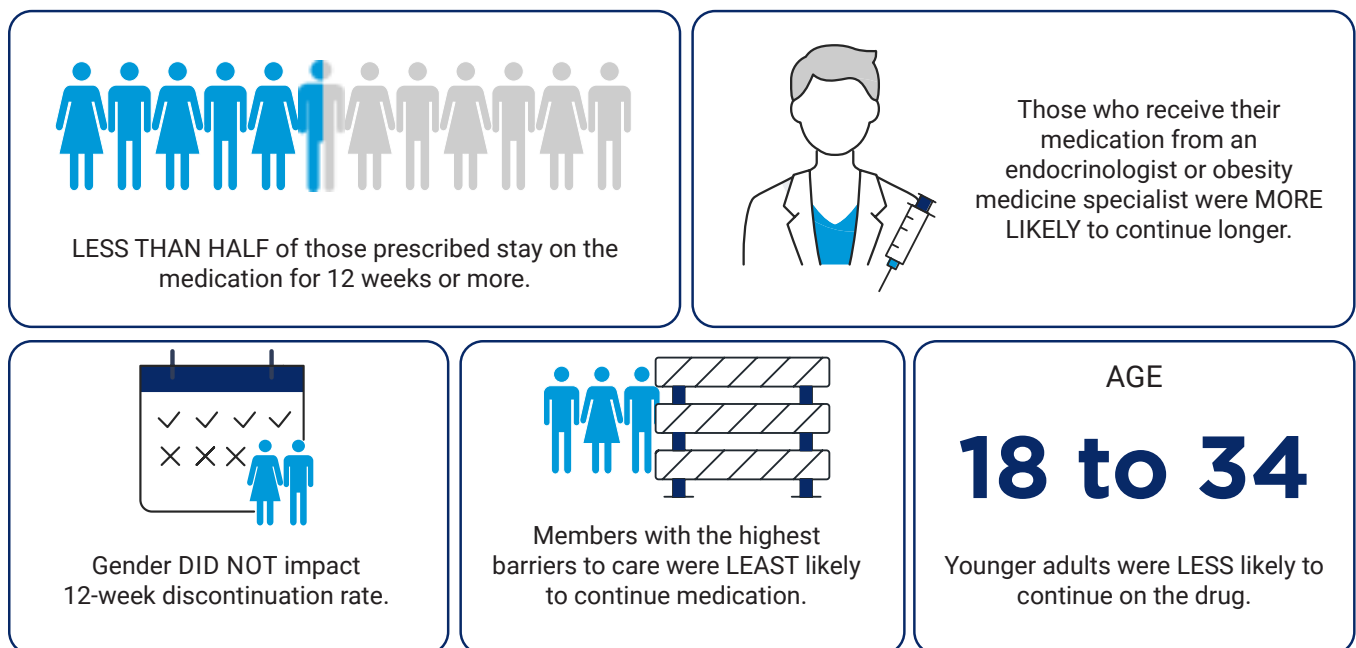 LESS THAN HALF of those prescribed stay on the
medication for 12 weeks or more.
Those who receive their
medication from an
endocrinologist or obesity
medicine specialist were MORE
LIKELY to continue longer.
Gender DID NOT impact
12-week discontinuation rate.
Members with the highest
barriers to care were LEAST likely
to continue medication.
AGE
18 to 34
Younger adults were LESS likely to
continue on the drug.